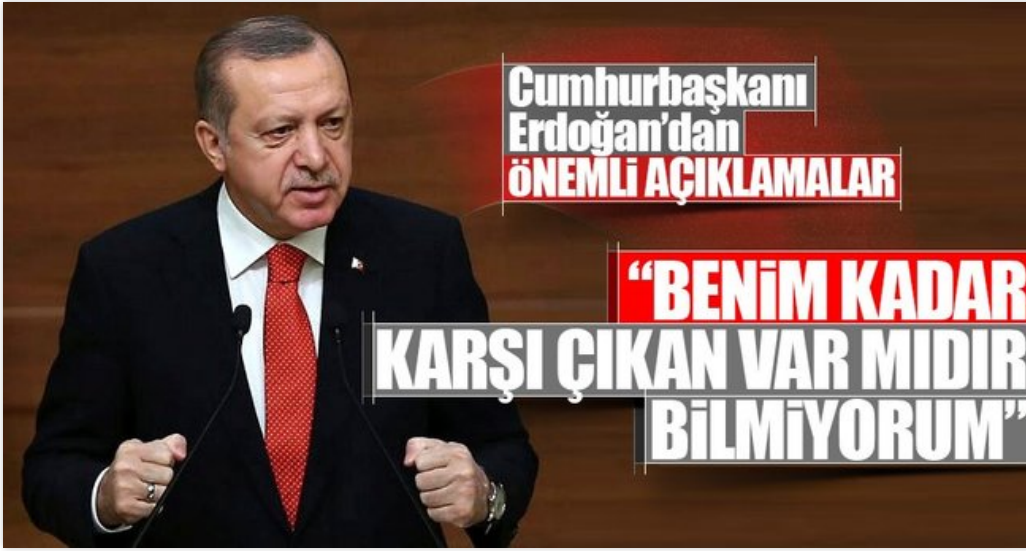 Cumhurbaşkanı
Erdoğan'dan
ÖNEMLİ AÇIKLAMALAR
“BENİM KADAR
KARŞI ÇIKAN VAR MIDIR
BİLMİYORUM”